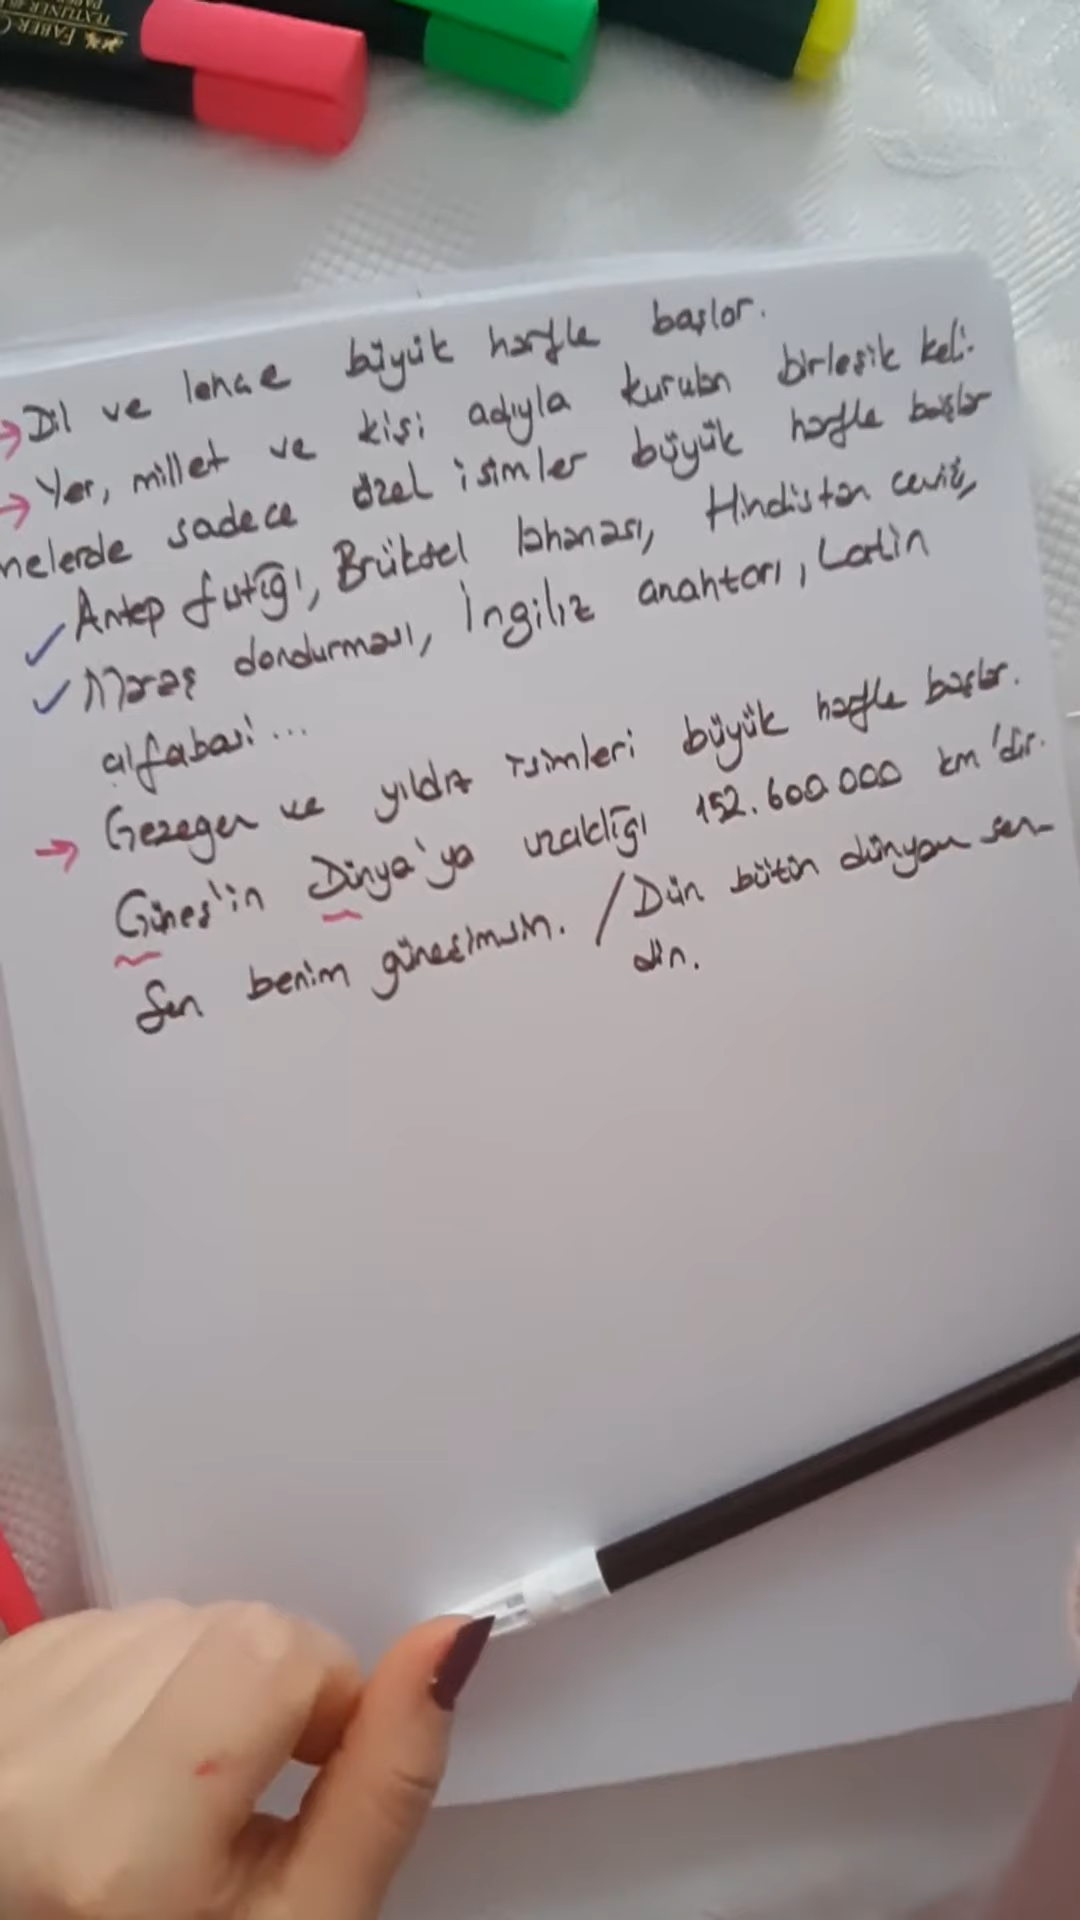 FABER C
TEXTLINER 48
→ Dil ve lehçe büyük harfle başlar.
→ Yer, millet ve kişi adıyla kurulan birleşik keli-
melerde sadece özel isimler büyük harfle başlar
✓ Antep fıstığı, Brüksel lahanası, Hindistan cevizi,
✓ Maraş dondurması, İngiliz anahtarı, Latin
alfabesi...
→ Gezegen ve yıldız isimleri büyük harfle başlar.
Güneş'in Dünya'ya uzaklığı 152.600.000 km'dir.
Sen benim güneşimsin. / Dün bütün dünyam sen-
din.